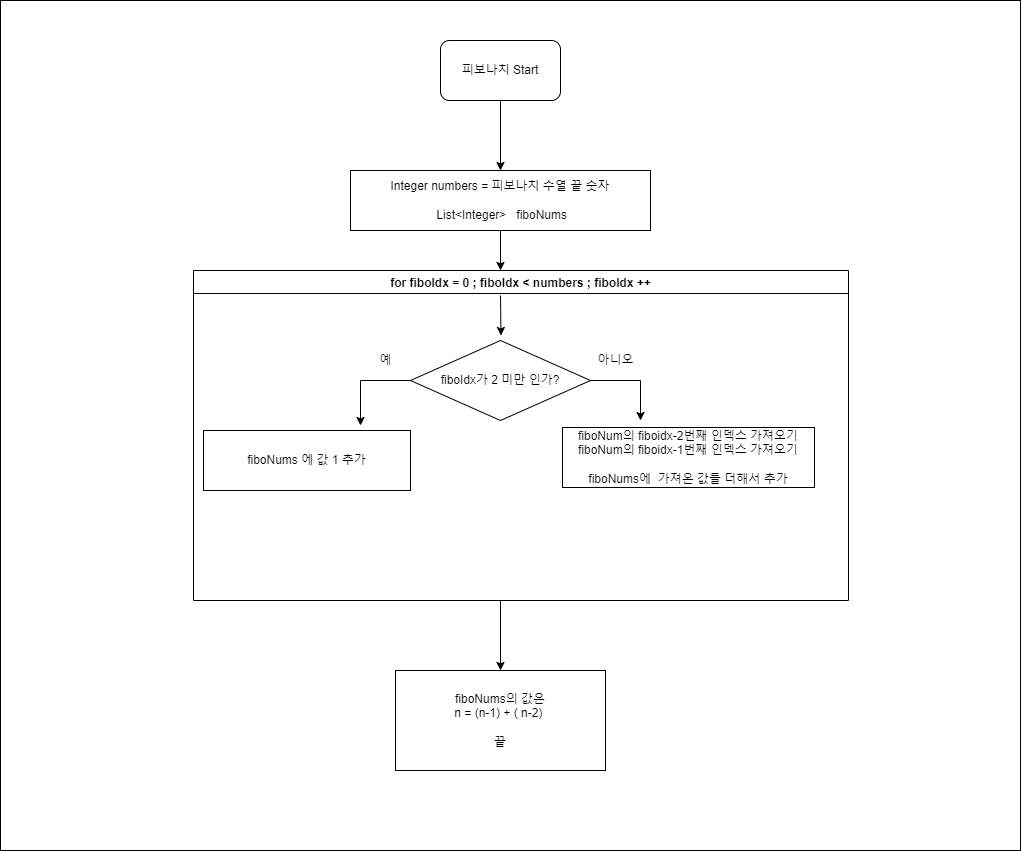 피보나치 Start
Integer numbers = 피보나치 수열 끝 숫자
List<Integer> fiboNums
for fiboIdx = 0 ; fiboIdx < numbers ; fiboIdx ++
예
아니오
fiboIdx가 2 미만 인가?
fiboNums 에 값 1 추가
fiboNum의 fiboidx-2번째 인덱스 가져오기
fiboNum의 fiboidx-1번째 인덱스 가져오기
fiboNums에 가져온 값들 더해서 추가
fiboNums의 값은
n = (n-1) + ( n-2)
끝